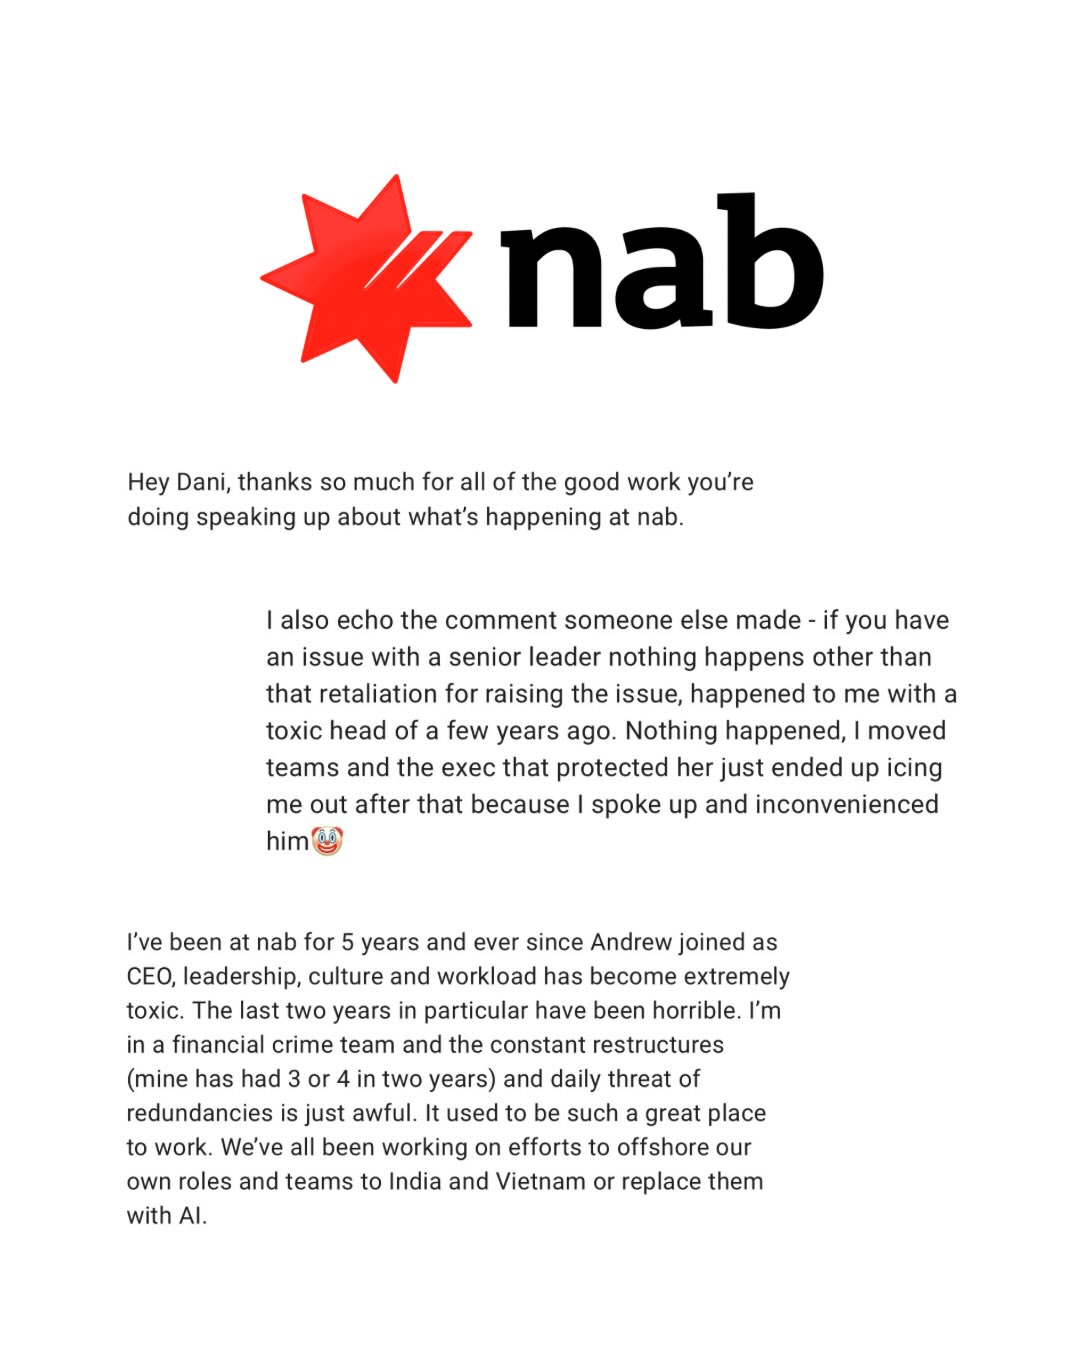 nab
Hey Dani, thanks so much for all of the good work you’re
doing speaking up about what’s happening at nab.
I also echo the comment someone else made - if you have
an issue with a senior leader nothing happens other than
that retaliation for raising the issue, happened to me with a
toxic head of a few years ago. Nothing happened, I moved
teams and the exec that protected her just ended up icing
me out after that because I spoke up and inconvenienced
him🤡
I’ve been at nab for 5 years and ever since Andrew joined as
CEO, leadership, culture and workload has become extremely
toxic. The last two years in particular have been horrible. I’m
in a financial crime team and the constant restructures
(mine has had 3 or 4 in two years) and daily threat of
redundancies is just awful. It used to be such a great place
to work. We’ve all been working on efforts to offshore our
own roles and teams to India and Vietnam or replace them
with AI.